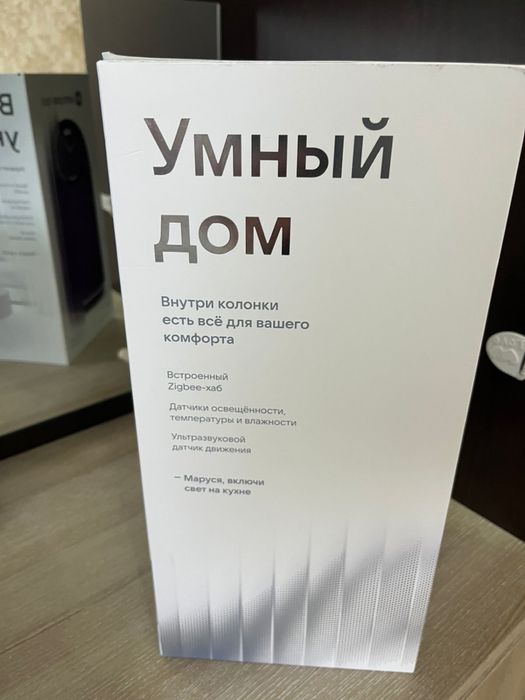 Умный
дом
Внутри колонки
есть всё для вашего
комфорта
Встроенный
Zigbee-хаб
Датчики освещённости,
температуры и влажности
Ультразвуковой
датчик движения
– Маруся, включи
свет на кухне